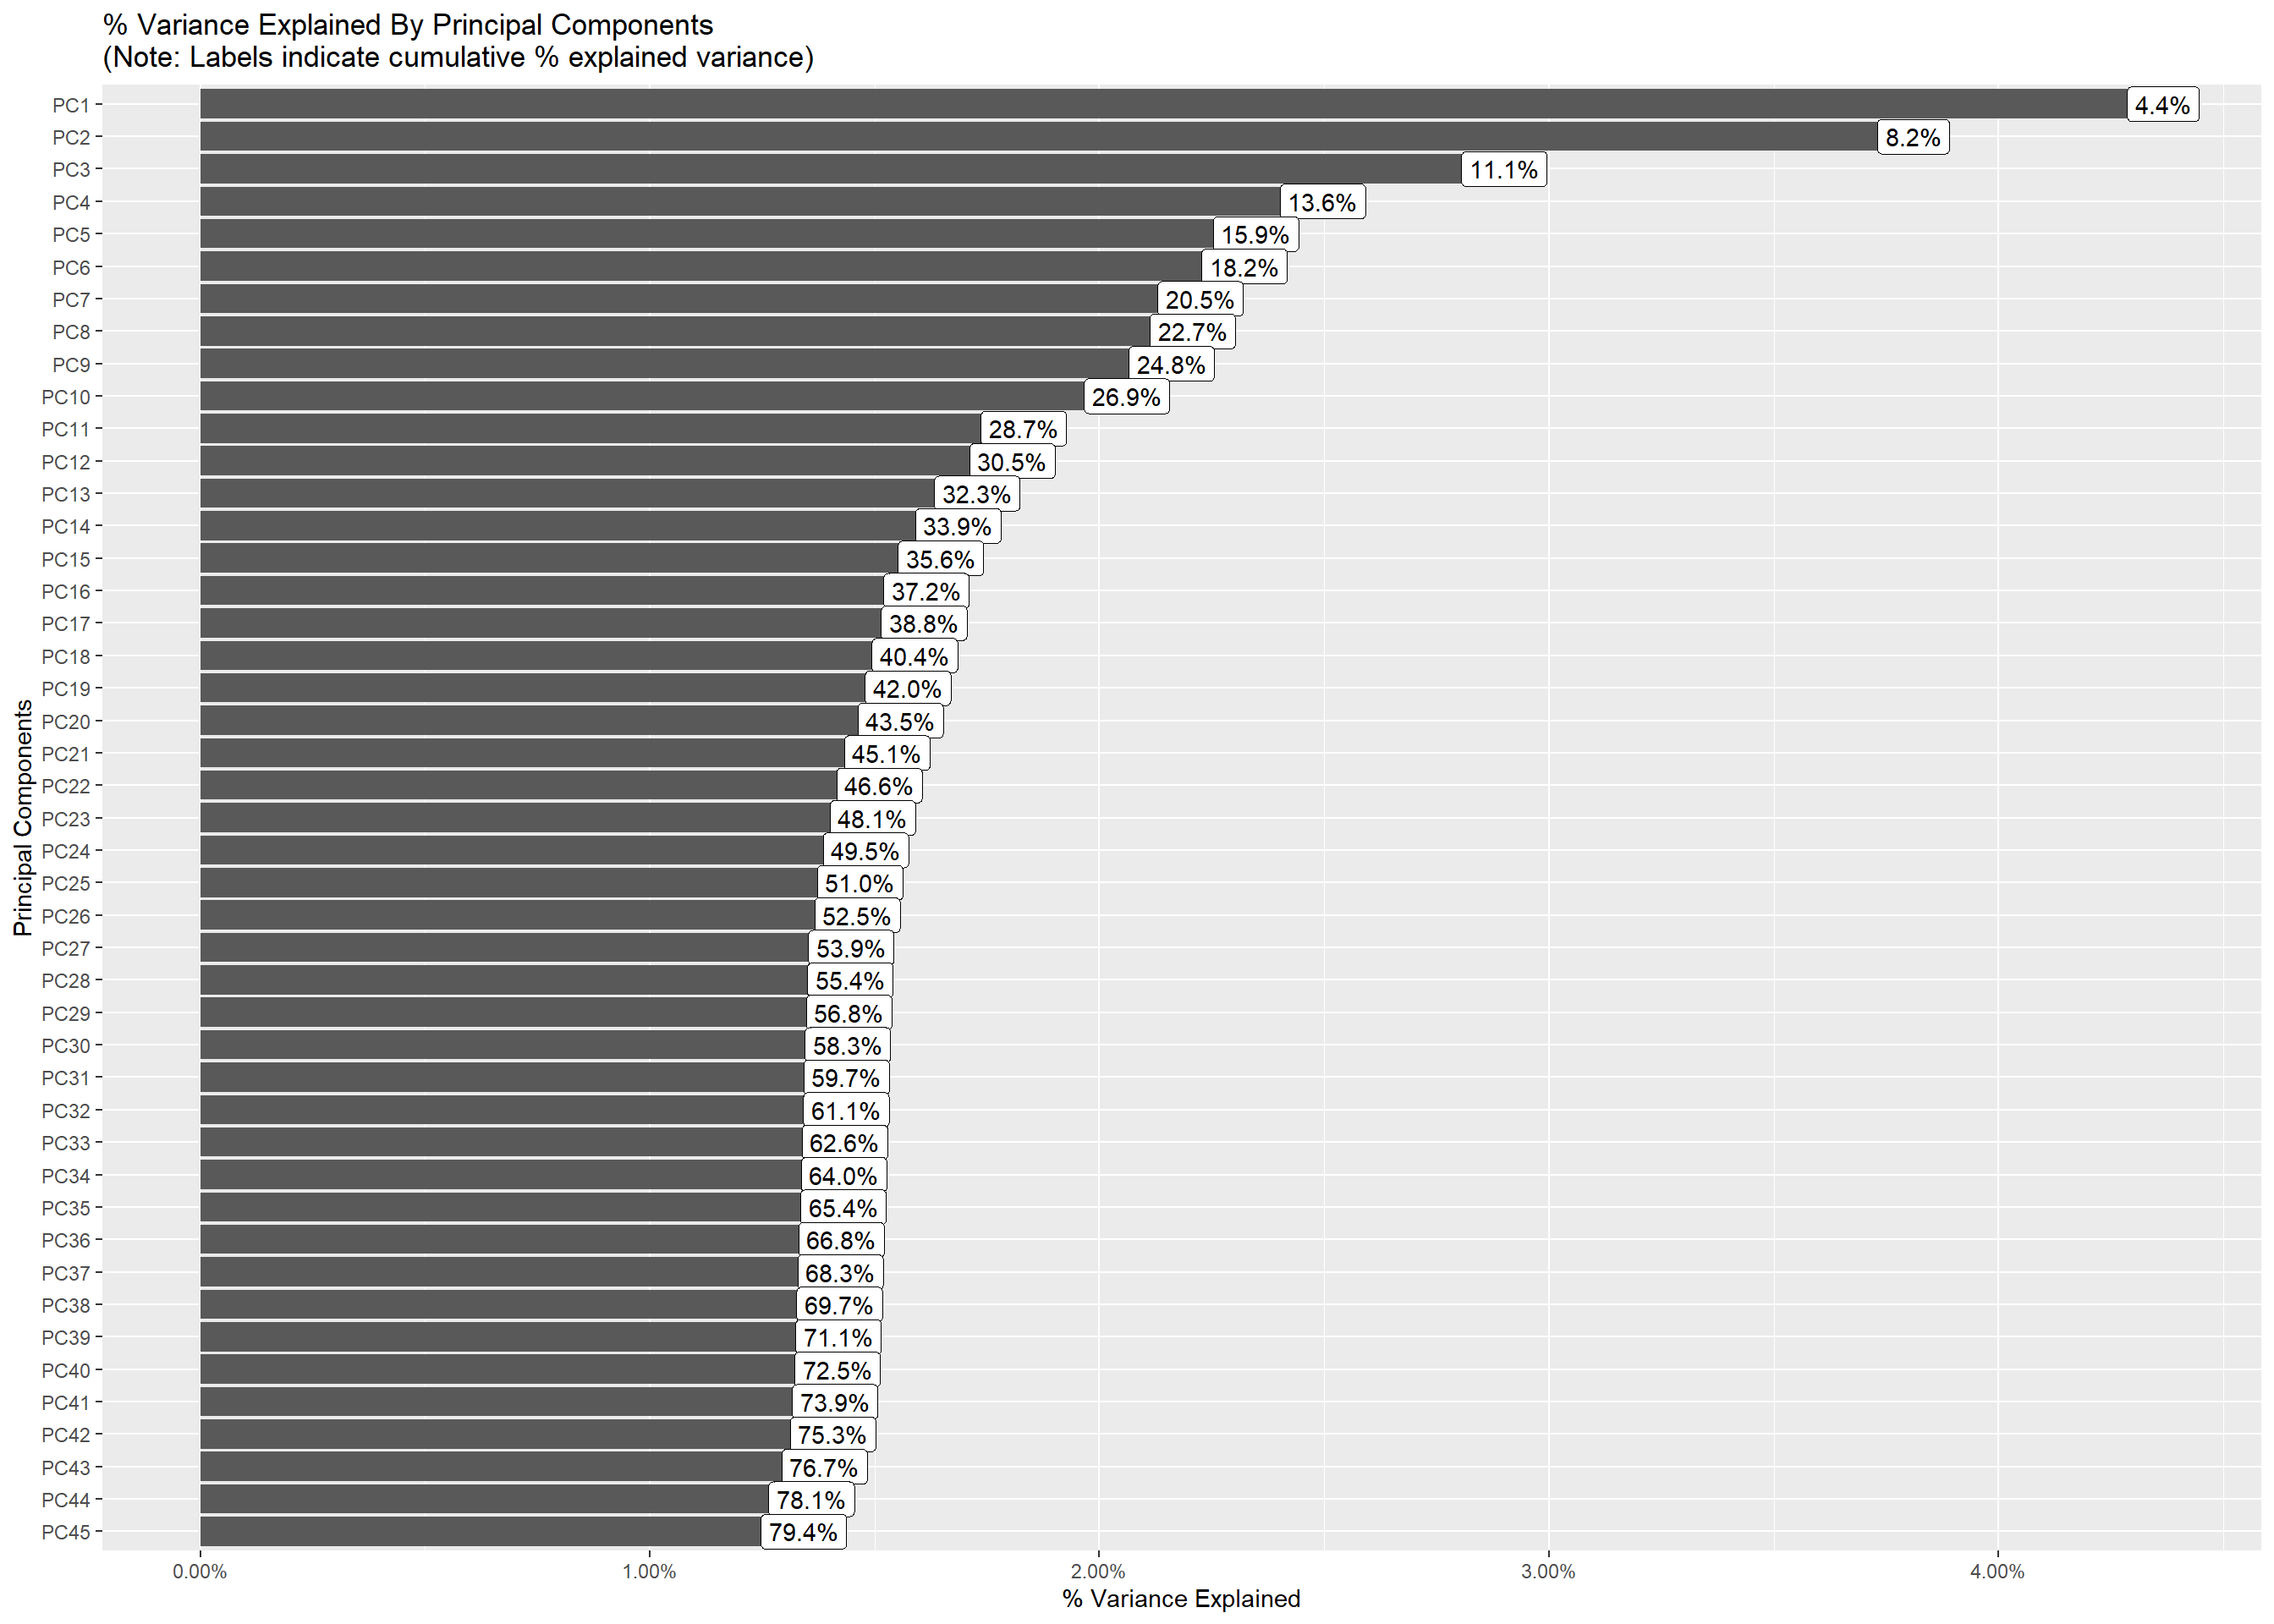 % Variance Explained By Principal Components
(Note: Labels indicate cumulative % explained variance)
PC1 4.4%
PC2 8.2%
PC3 11.1%
PC4 13.6%
PC5 15.9%
PC6 18.2%
PC7 20.5%
PC8 22.7%
PC9 24.8%
PC10 26.9%
PC11 28.7%
PC12 30.5%
PC13 32.3%
PC14 33.9%
PC15 35.6%
PC16 37.2%
PC17 38.8%
PC18 40.4%
PC19 42.0%
PC20 43.5%
PC21 45.1%
PC22 46.6%
PC23 48.1%
PC24 49.5%
PC25 51.0%
PC26 52.5%
PC27 53.9%
PC28 55.4%
PC29 56.8%
PC30 58.3%
PC31 59.7%
PC32 61.1%
PC33 62.6%
PC34 64.0%
PC35 65.4%
PC36 66.8%
PC37 68.3%
PC38 69.7%
PC39 71.1%
PC40 72.5%
PC41 73.9%
PC42 75.3%
PC43 76.7%
PC44 78.1%
PC45 79.4%
Principal Components
0.00% 1.00% 2.00% 3.00% 4.00%
% Variance Explained